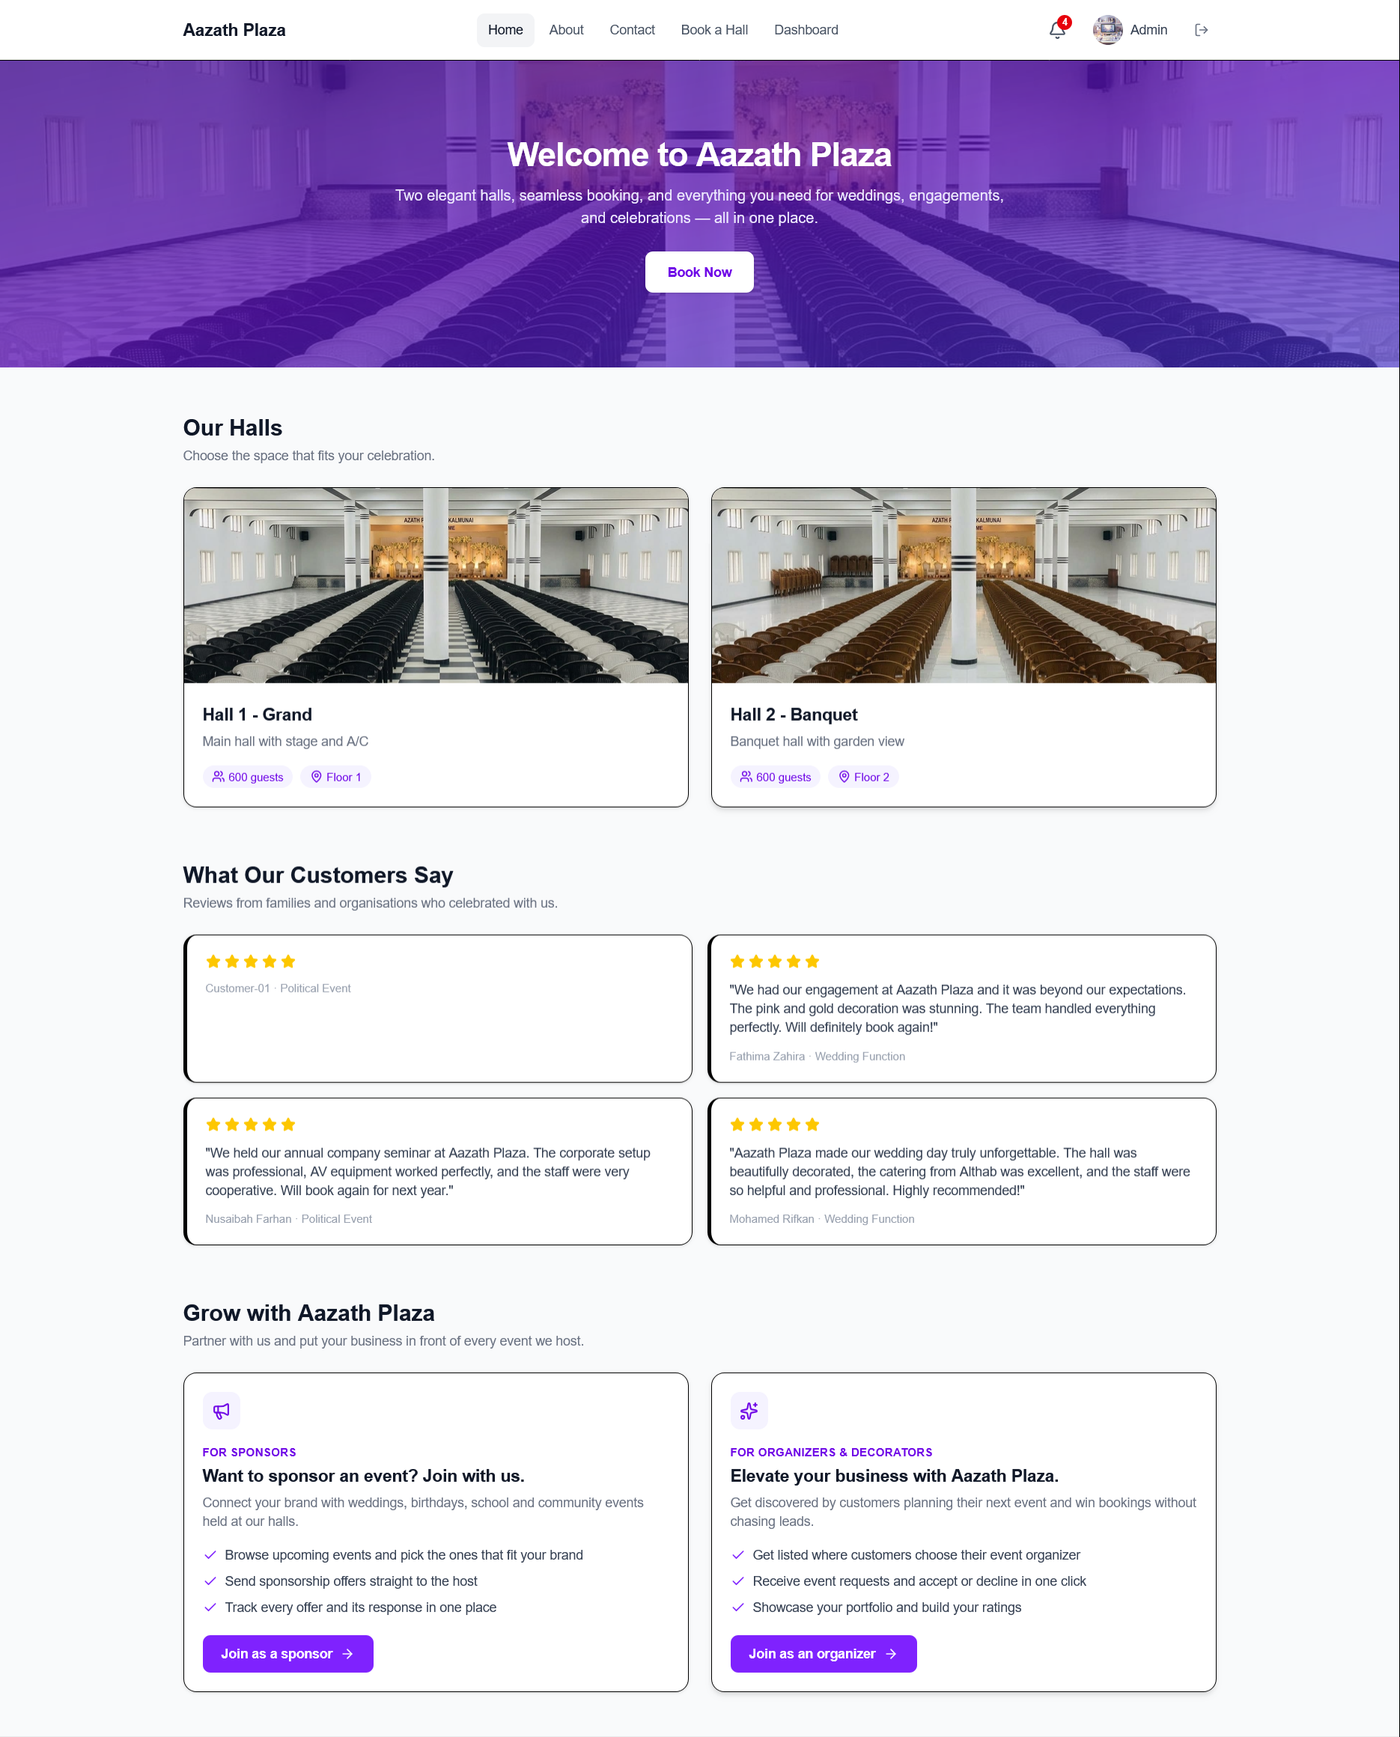 Aazath Plaza
Home
About
Contact
Book a Hall
Dashboard
4
Admin
Welcome to Aazath Plaza
Two elegant halls, seamless booking, and everything you need for weddings, engagements,
and celebrations — all in one place.
Book Now
Our Halls
Choose the space that fits your celebration.
AZATH
KALMUNAI
AZATH
KALMUNAI
Hall 1 - Grand
Main hall with stage and A/C
600 guests
Floor 1
Hall 2 - Banquet
Banquet hall with garden view
600 guests
Floor 2
What Our Customers Say
Reviews from families and organisations who celebrated with us.
Customer-01 · Political Event
"We had our engagement at Aazath Plaza and it was beyond our expectations.
The pink and gold decoration was stunning. The team handled everything
perfectly. Will definitely book again!"
Fathima Zahira · Wedding Function
"We held our annual company seminar at Aazath Plaza. The corporate setup
was professional, AV equipment worked perfectly, and the staff were very
cooperative. Will book again for next year."
Nusaibah Farhan · Political Event
"Aazath Plaza made our wedding day truly unforgettable. The hall was
beautifully decorated, the catering from Althab was excellent, and the staff were
so helpful and professional. Highly recommended!"
Mohamed Rifkan · Wedding Function
Grow with Aazath Plaza
Partner with us and put your business in front of every event we host.
FOR SPONSORS
Want to sponsor an event? Join with us.
Connect your brand with weddings, birthdays, school and community events
held at our halls.
Browse upcoming events and pick the ones that fit your brand
Send sponsorship offers straight to the host
Track every offer and its response in one place
Join as a sponsor
FOR ORGANIZERS & DECORATORS
Elevate your business with Aazath Plaza.
Get discovered by customers planning their next event and win bookings without
chasing leads.
Get listed where customers choose their event organizer
Receive event requests and accept or decline in one click
Showcase your portfolio and build your ratings
Join as an organizer